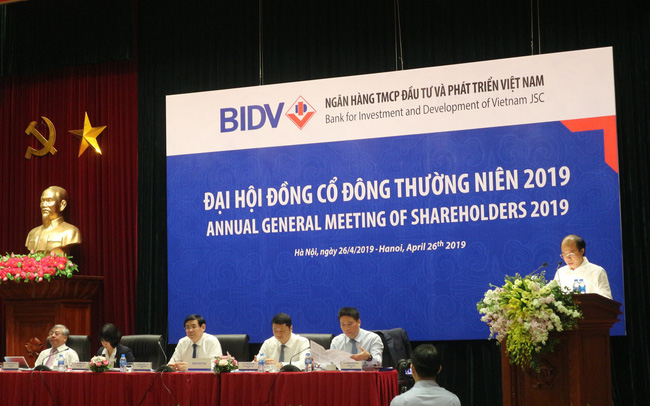 BIDV
NGÂN HÀNG TMCP ĐẦU TƯ VÀ PHÁT TRIỂN VIỆT NAM
Bank for Investment and Development of Vietnam JSC
ĐẠI HỘI ĐỒNG CỔ ĐÔNG THƯỜNG NIÊN 2019
ANNUAL GENERAL MEETING OF SHAREHOLDERS 2019
Hà Nội, ngày 26/4/2019 - Hanoi, April 26th 2019